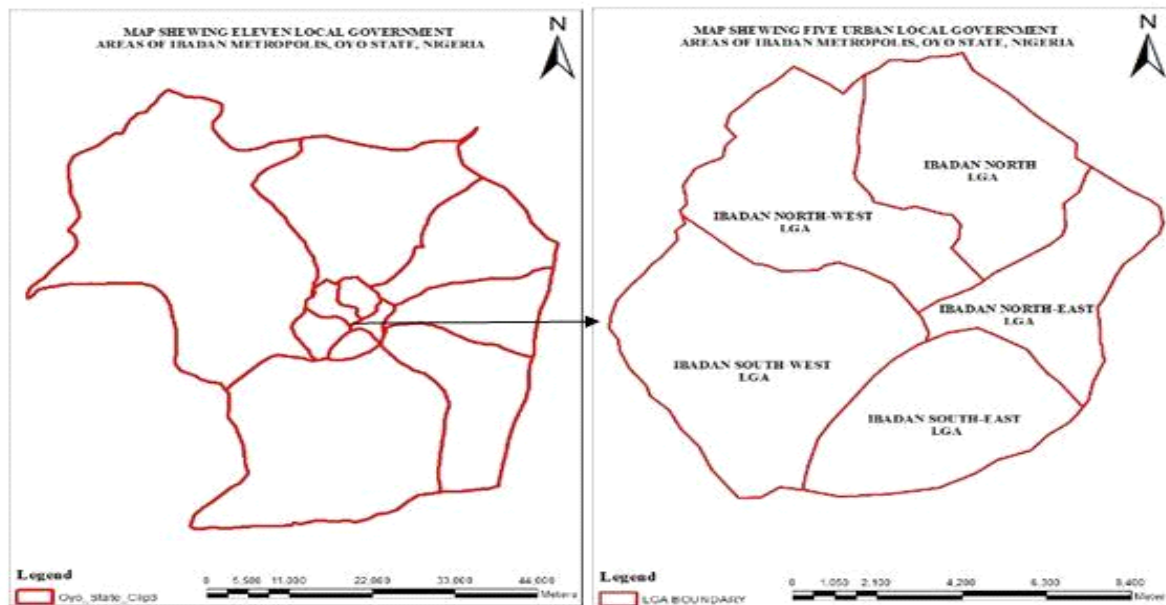 MAP SHEWING ELEVEN LOCAL GOVERNMENT
AREAS OF IBADAN METROPOLIS, OYO STATE, NIGERIA
N
Legend
Oyo_State_Clip3
0 5,500 11,000 22,000 33,000 44,000
Meters
MAP SHEWING FIVE URBAN LOCAL GOVERNMENT
AREAS OF IBADAN METROPOLIS, OYO STATE, NIGERIA
N
IBADAN NORTH
LGA
IBADAN NORTH-WEST
LGA
IBADAN NORTH-EAST
LGA
IBADAN SOUTH-WEST
LGA
IBADAN SOUTH-EAST
LGA
Legend
LGA BOUNDARY
0 1,050 2,100 4,200 6,300 8,400